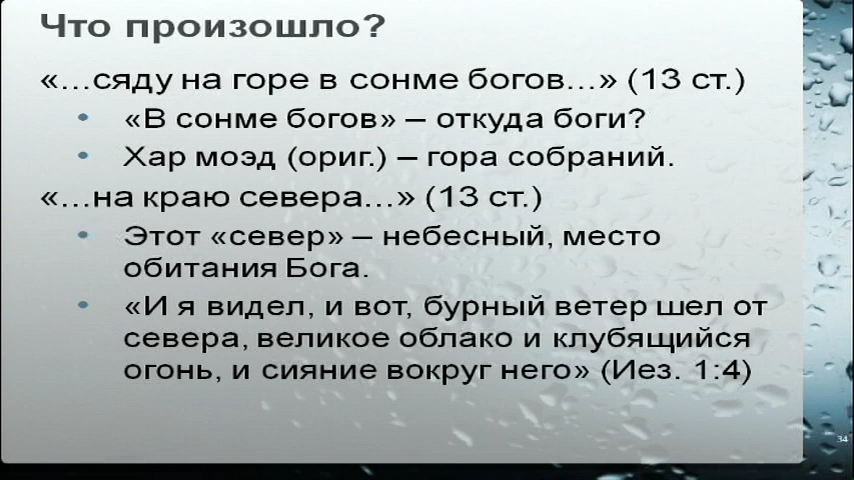 Что произошло?
«...сяду на горе в сонме богов...» (13 ст.)
• «В сонме богов» – откуда боги?
• Хар моэд (ориг.) – гора собраний.
«...на краю севера...» (13 ст.)
• Этот «север» – небесный, место
обитания Бога.
• «И я видел, и вот, бурный ветер шел от
севера, великое облако и клубящийся
огонь, и сияние вокруг него» (Иез. 1:4)
34